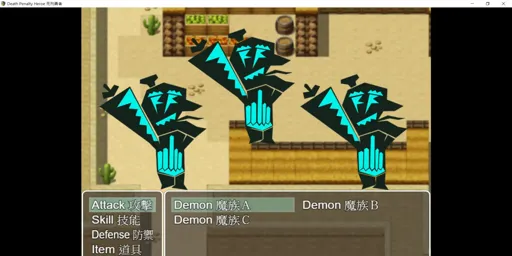 Death Penalty Heroe 死刑勇者
Attack 攻擊
Skill 技能
Defense 防禦
Item 道具
Demon 魔族A
Demon 魔族B
Demon 魔族C